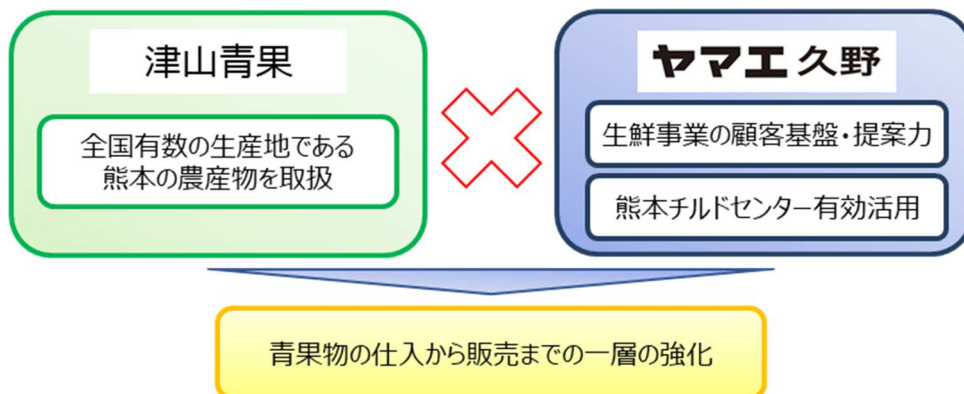 津山青果
全国有数の生産地である
熊本の農産物を取扱
ヤマエ久野
生鮮事業の顧客基盤・提案力
熊本チルドセンター有効活用
青果物の仕入から販売までの一層の強化